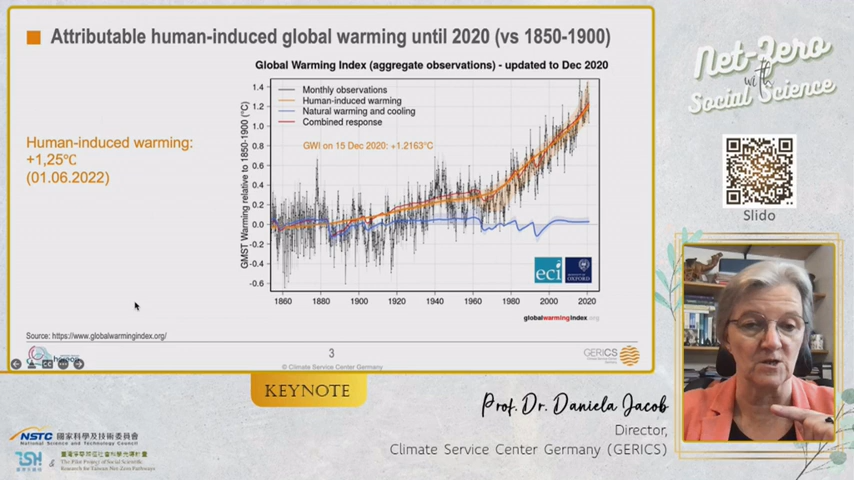 Attributable human-induced global warming until 2020 (vs 1850-1900)
Global Warming Index (aggregate observations) - updated to Dec 2020
Human-induced warming:
+1,25℃
(01.06.2022)
GMST Warming relative to 1850-1900 (°C)
1.4
1.2
1.0
0.8
0.6
0.4
0.2
0.0
-0.2
-0.4
-0.6
Monthly observations
Human-induced warming
Natural warming and cooling
Combined response
GWI on 15 Dec 2020: +1.2163°C
eci
OXFORD
1860 1880 1900 1920 1940 1960 1980 2000 2020
globalwarmingindex.org
Source: https://www.globalwarmingindex.org/
3
© Climate Service Center Germany
GERICS
Net-Zero
with
Social Science
Slido
KEYNOTE
Prof. Dr. Daniela Jacob
Director,
Climate Service Center Germany (GERICS)
NSTC 國家科學及技術委員會
National Science and Technology Council